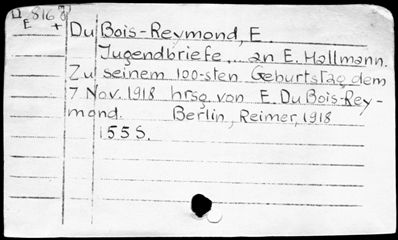 D 8168
E +
Du Bois-Reymond, E.
Jugendbriefe ... an E. Hallmann.
Zu seinem 100-sten Geburtstag dem
7 Nov. 1918 hrsg. von E. Du Bois-Rey-
mond. Berlin, Reimer, 1918
155 S.